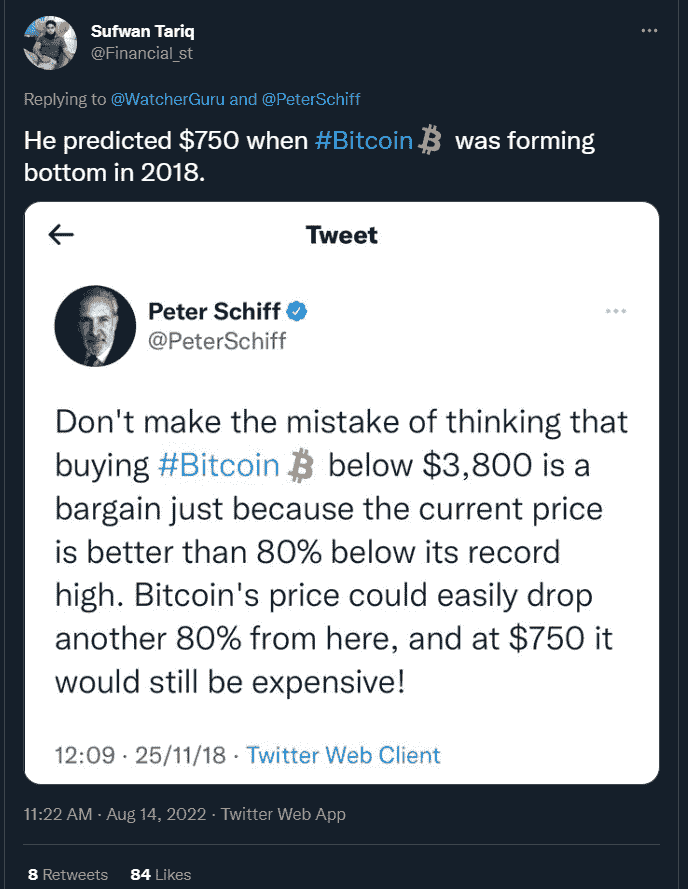 Sufwan Tariq
@Financial_st
Replying to @WatcherGuru and @PeterSchiff
He predicted $750 when #Bitcoin was forming
bottom in 2018.
Tweet
Peter Schiff
@PeterSchiff
Don't make the mistake of thinking that
buying #Bitcoin below $3,800 is a
bargain just because the current price
is better than 80% below its record
high. Bitcoin's price could easily drop
another 80% from here, and at $750 it
would still be expensive!
12:09 · 25/11/18 · Twitter Web Client
11:22 AM · Aug 14, 2022 · Twitter Web App
8 Retweets 84 Likes